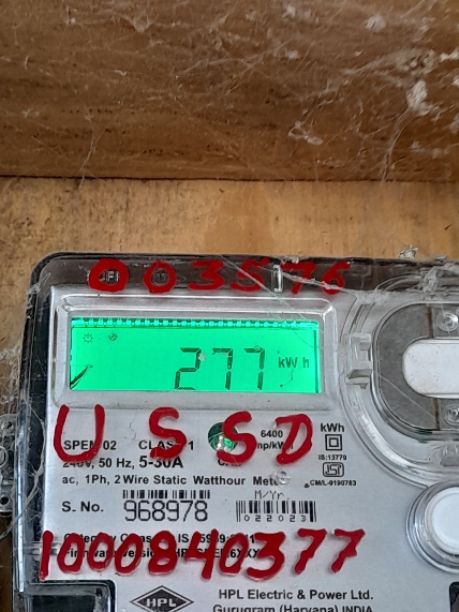 003576
277 kWh
USSD
SPEM 02 CLASS 1 6400 imp/kWh kWh
240V, 50 Hz, 5-30A IS:13779
ac, 1Ph, 2 Wire Static Watthour Meter CM/L-0190783
M/Yr
S. No. 968978 022023
1000840377
HPL
HPL Electric & Power Ltd.
Gurugram (Haryana) INDIA